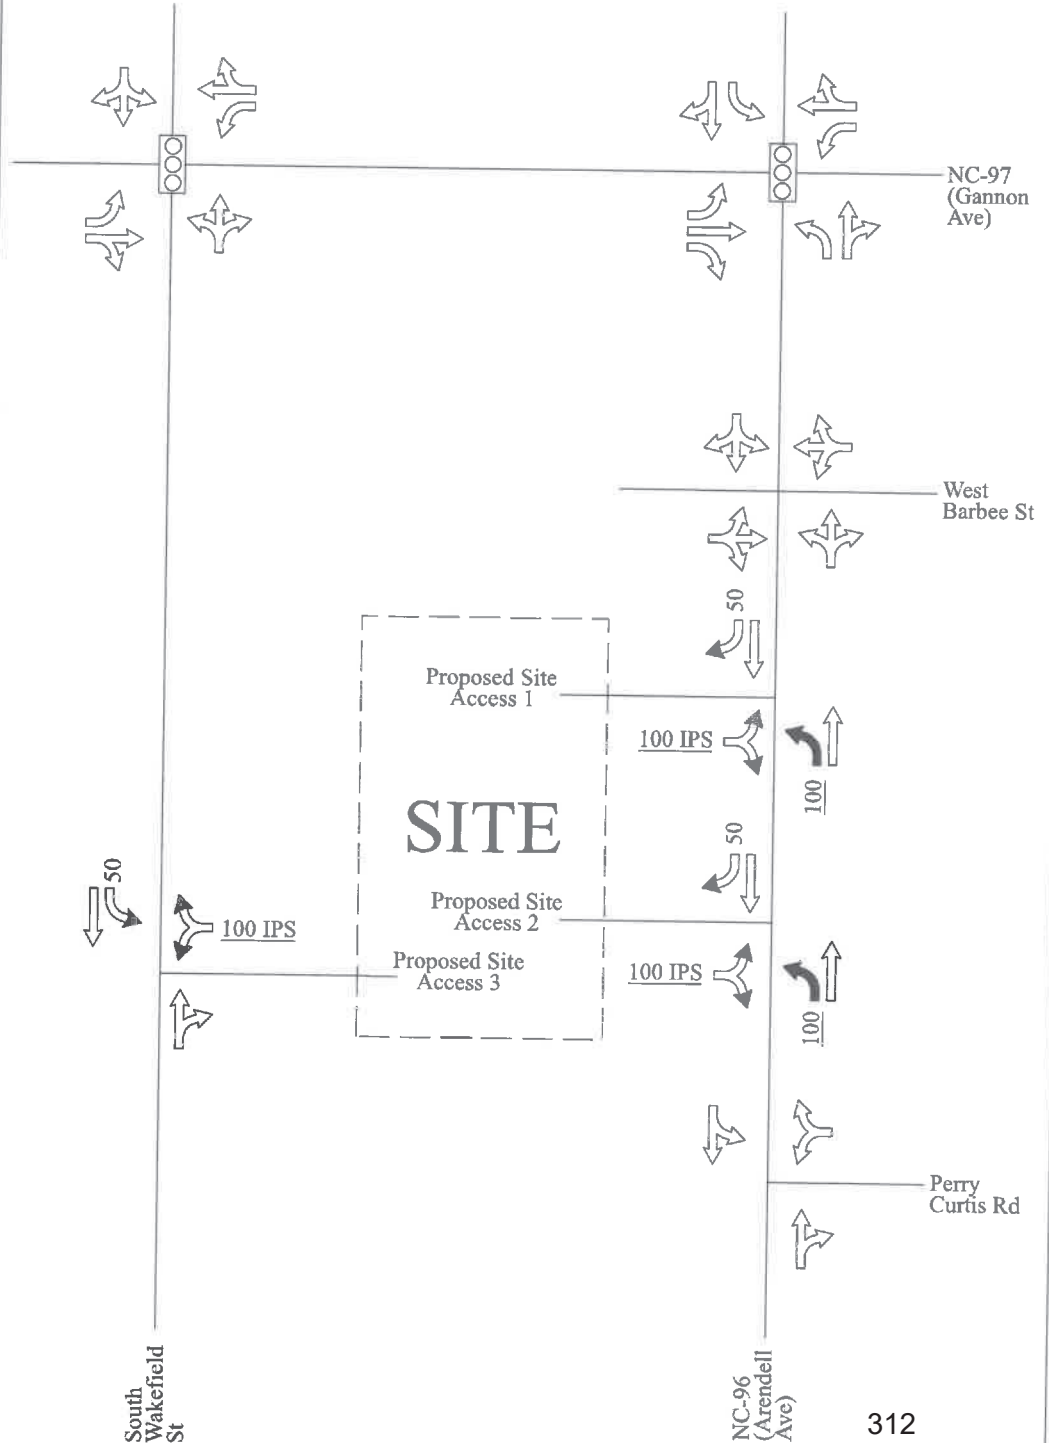 NC-97
(Gannon
Ave)
West
Barbee St
50
Proposed Site
Access 1
100 IPS
100
SITE
50
50
Proposed Site
Access 2
100 IPS
Proposed Site
Access 3
100 IPS
100
Perry
Curtis Rd
South
Wakefield
St
NC-96
(Arendell
Ave)
312